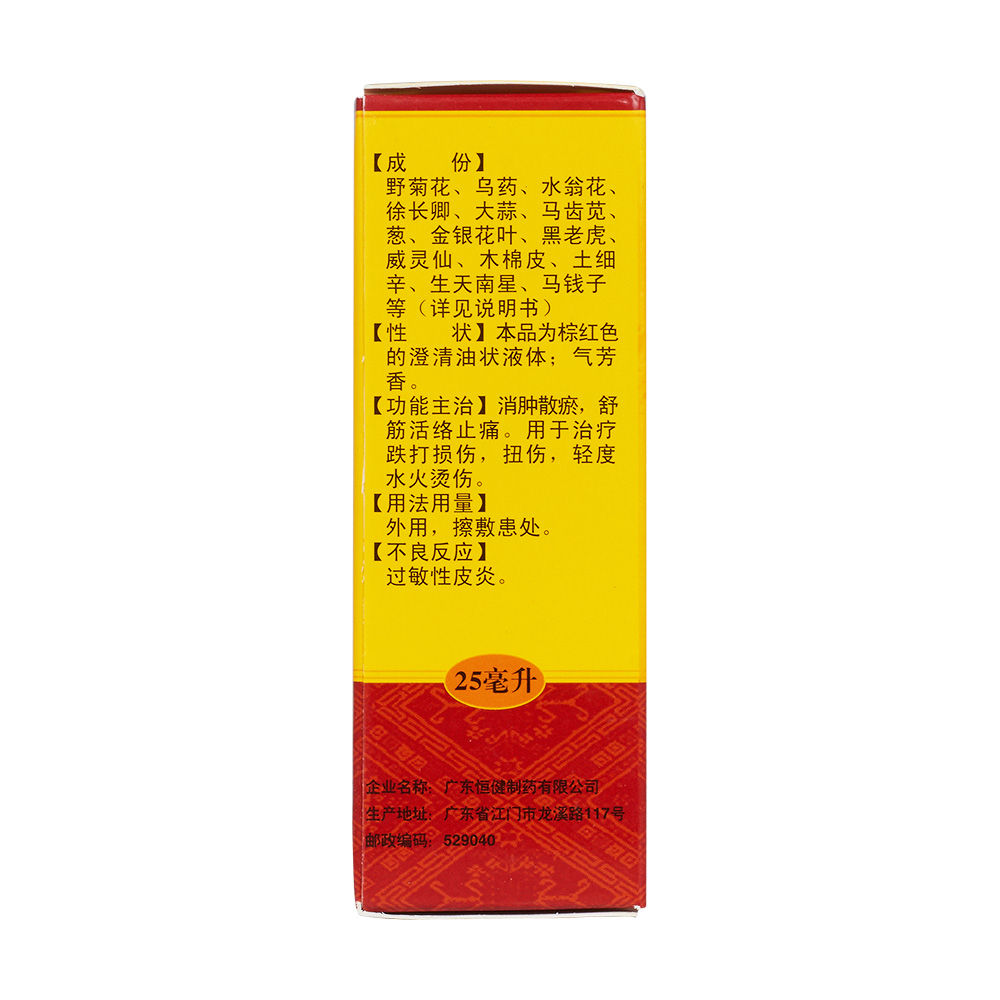 【成 份】
野菊花、乌药、水翁花、
徐长卿、大蒜、马齿苋、
葱、金银花叶、黑老虎、
威灵仙、木棉皮、土细
辛、生天南星、马钱子
等（详见说明书）
【性 状】本品为棕红色
的澄清油状液体；气芳
香。
【功能主治】消肿散瘀，舒
筋活络止痛。用于治疗
跌打损伤，扭伤，轻度
水火烫伤。
【用法用量】
外用，擦敷患处。
【不良反应】
过敏性皮炎。
25毫升
企业名称：广东恒健制药有限公司
生产地址：广东省江门市龙溪路117号
邮政编码：529040